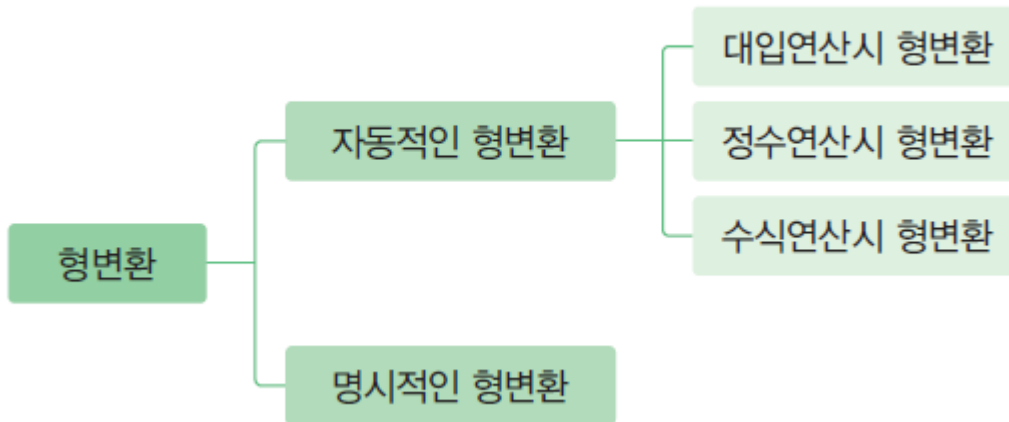 대입연산시 형변환
자동적인 형변환
정수연산시 형변환
수식연산시 형변환
형변환
명시적인 형변환